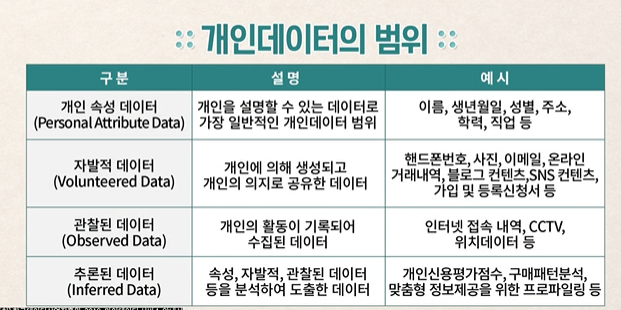 개인데이터의 범위
구분 설명 예시
개인 속성 데이터
(Personal Attribute Data)
개인을 설명할 수 있는 데이터로
가장 일반적인 개인데이터 범위
이름, 생년월일, 성별, 주소,
학력, 직업 등
자발적 데이터
(Volunteered Data)
개인에 의해 생성되고
개인의 의지로 공유한 데이터
핸드폰번호, 사진, 이메일, 온라인
거래내역, 블로그 컨텐츠,SNS 컨텐츠,
가입 및 등록신청서 등
관찰된 데이터
(Observed Data)
개인의 활동이 기록되어
수집된 데이터
인터넷 접속 내역, CCTV,
위치데이터 등
추론된 데이터
(Inferred Data)
속성, 자발적, 관찰된 데이터
등을 분석하여 도출한 데이터
개인신용평가점수, 구매패턴분석,
맞춤형 정보제공을 위한 프로파일링 등